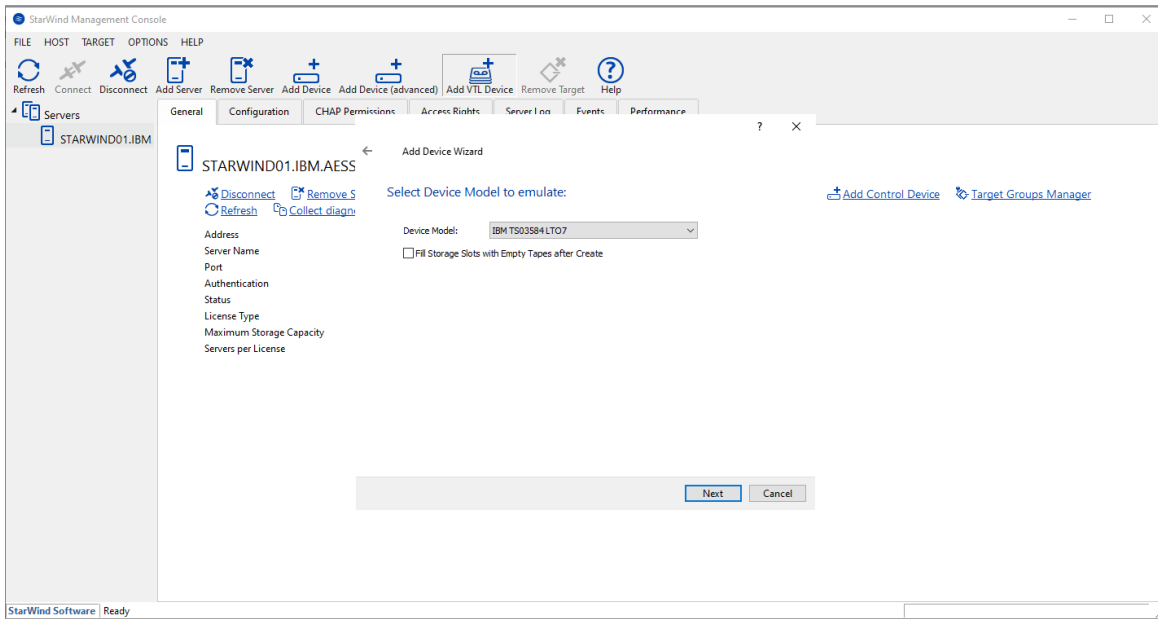 StarWind Management Console
FILE HOST TARGET OPTIONS HELP
Refresh Connect Disconnect Add Server Remove Server Add Device Add Device (advanced) Add VTL Device Remove Target Help
Servers
STARWIND01.IBM
General Configuration CHAP Permissions Access Rights Server Log Events Performance
?
Add Device Wizard
STARWIND01.IBM.AESS
Select Device Model to emulate:
Disconnect Remove S
Refresh Collect diagn
Add Control Device Target Groups Manager
Device Model: IBM TS03584 LTO7
Fill Storage Slots with Empty Tapes after Create
Address
Server Name
Port
Authentication
Status
License Type
Maximum Storage Capacity
Servers per License
Next Cancel
StarWind Software Ready